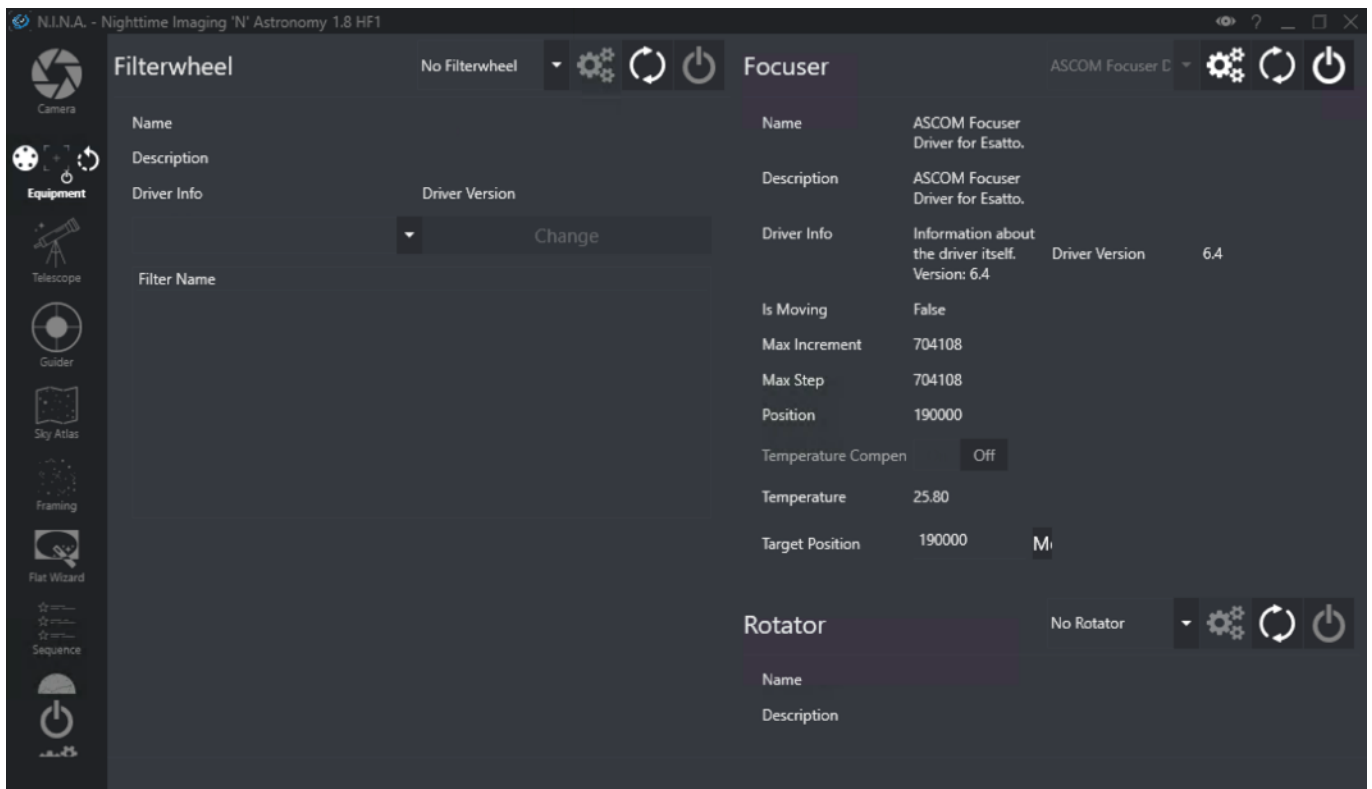 N.I.N.A. - Nighttime Imaging 'N' Astronomy 1.8 HF1
?
Camera
Equipment
Telescope
Guider
Sky Atlas
Framing
Flat Wizard
Sequence
Filterwheel
No Filterwheel
Name
Description
Driver Info
Driver Version
Change
Filter Name
Focuser
ASCOM Focuser D
Name
ASCOM Focuser
Driver for Esatto.
Description
ASCOM Focuser
Driver for Esatto.
Driver Info
Information about
the driver itself.
Version: 6.4
Driver Version
6.4
Is Moving
False
Max Increment
704108
Max Step
704108
Position
190000
Temperature Compen
Off
Temperature
25.80
Target Position
190000
Rotator
No Rotator
Name
Description